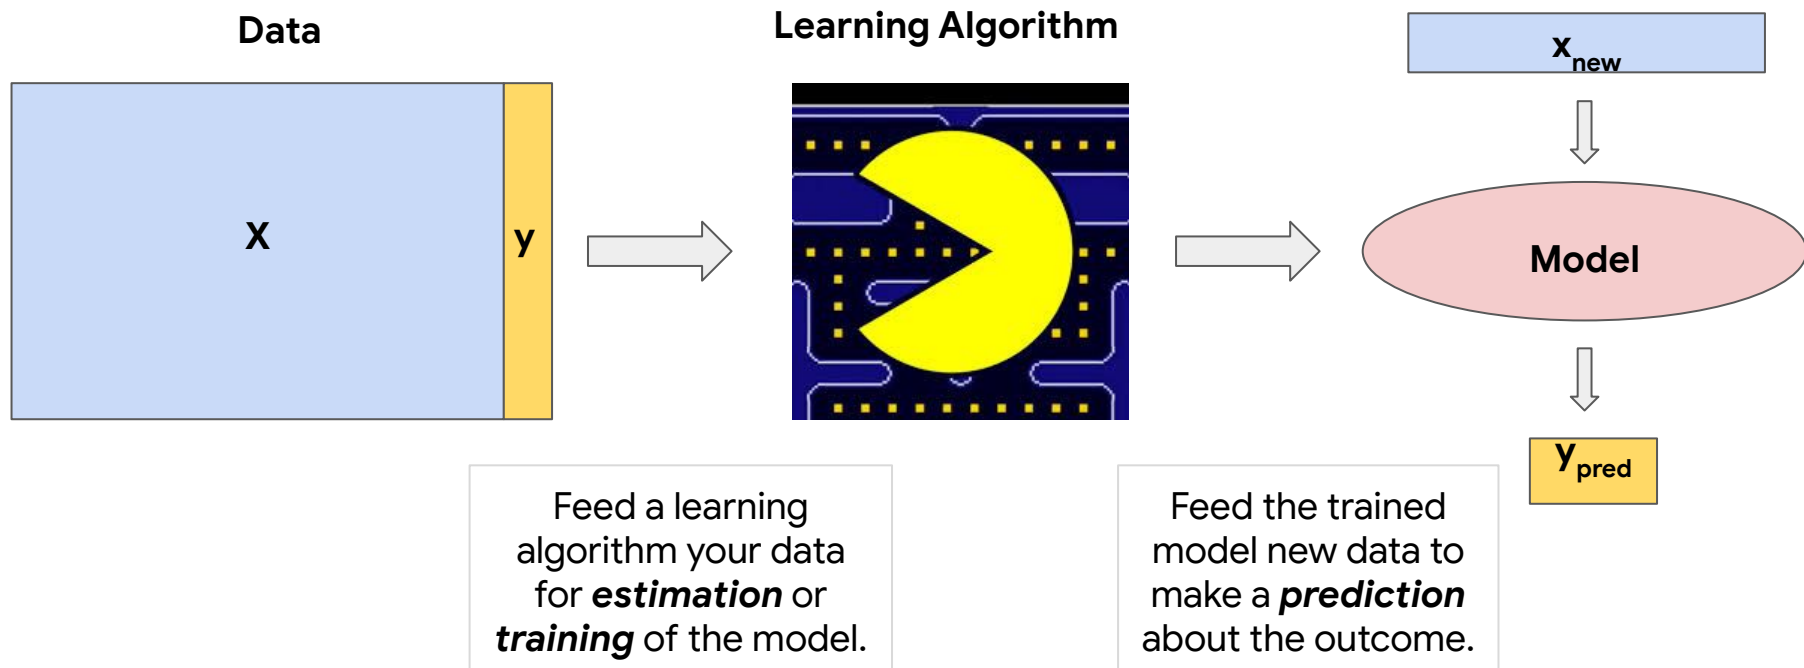 Data
Learning Algorithm
X
y
x_new
Model
y_pred
Feed a learning
algorithm your data
for estimation or
training of the model.
Feed the trained
model new data to
make a prediction
about the outcome.